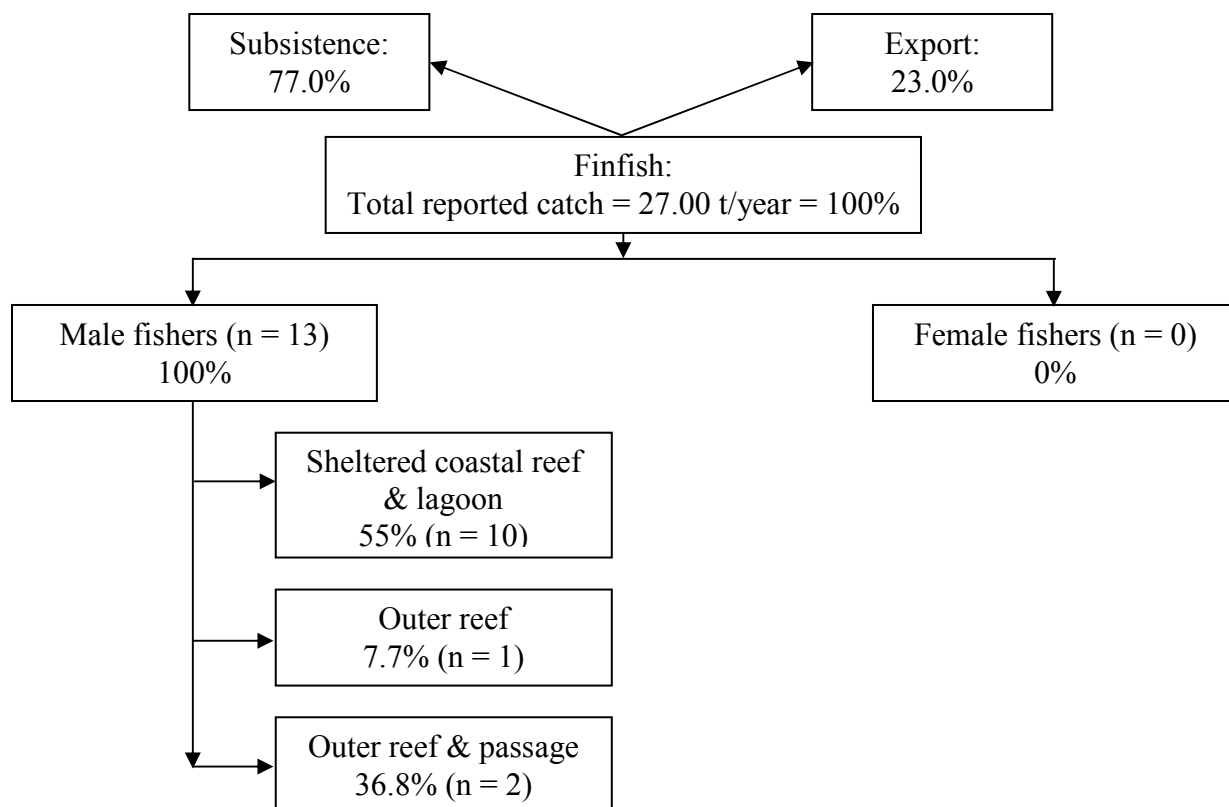 Subsistence:
77.0%
Export:
23.0%
Finfish:
Total reported catch = 27.00 t/year = 100%
Male fishers (n = 13)
100%
Female fishers (n = 0)
0%
Sheltered coastal reef
& lagoon
55% (n = 10)
Outer reef
7.7% (n = 1)
Outer reef & passage
36.8% (n = 2)